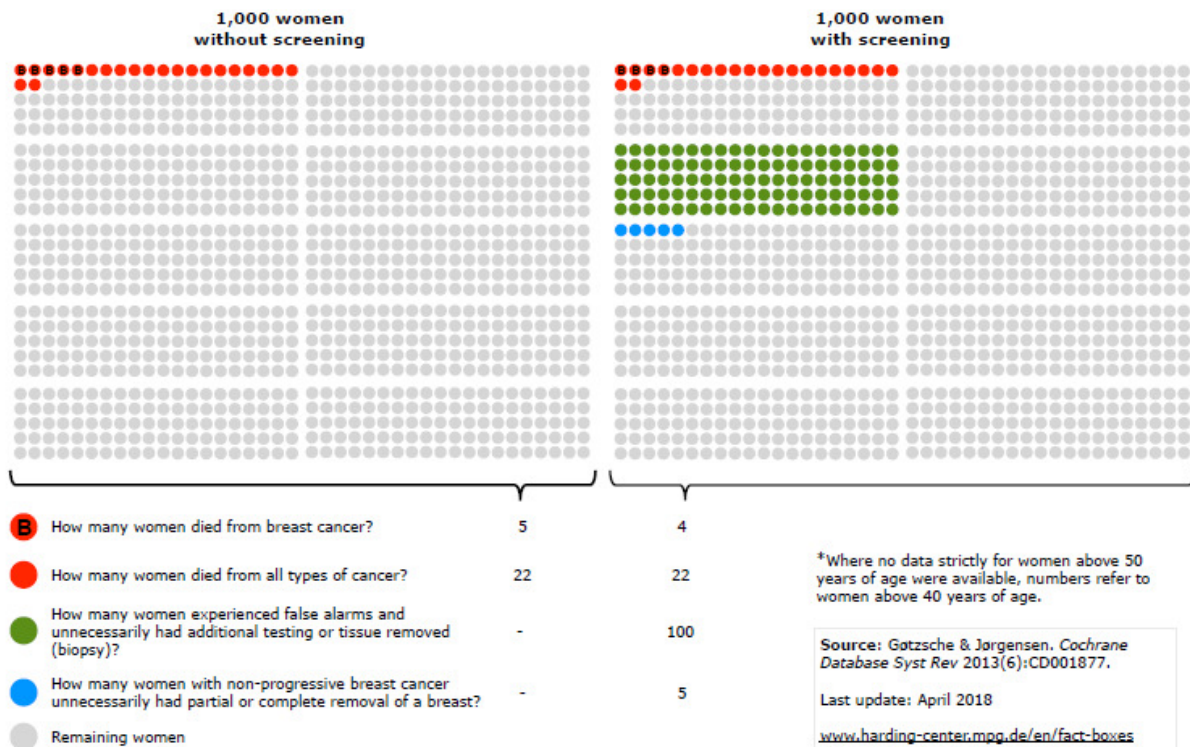 1,000 women
without screening
1,000 women
with screening
B B B B B
B B B B
B How many women died from breast cancer? 5 4
How many women died from all types of cancer? 22 22
How many women experienced false alarms and
unnecessarily had additional testing or tissue removed
(biopsy)? - 100
How many women with non-progressive breast cancer
unnecessarily had partial or complete removal of a breast? - 5
Remaining women
*Where no data strictly for women above 50
years of age were available, numbers refer to
women above 40 years of age.
Source: Gøtzsche & Jørgensen. Cochrane
Database Syst Rev 2013(6):CD001877.
Last update: April 2018
www.harding-center.mpg.de/en/fact-boxes